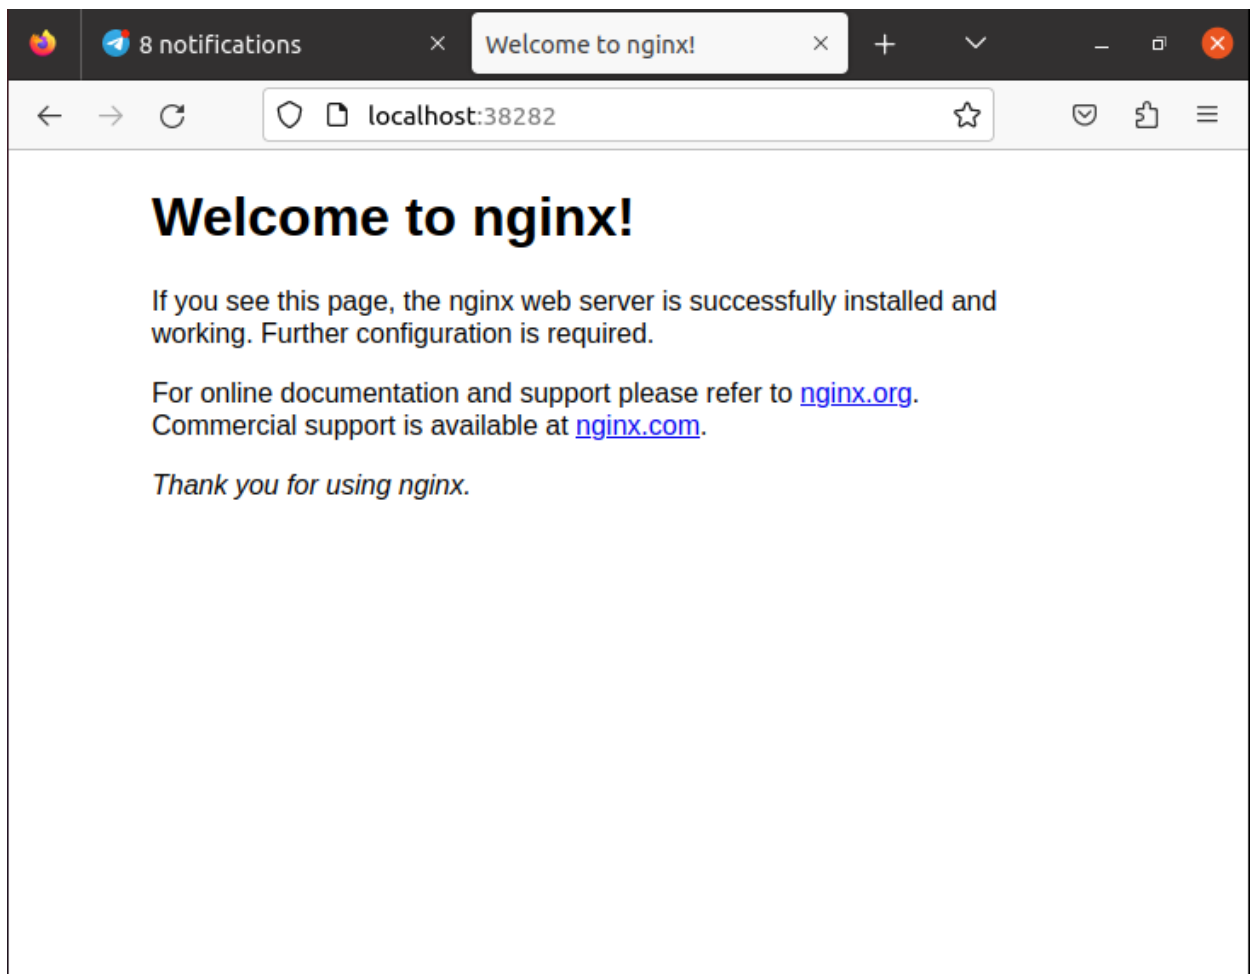 8 notifications
Welcome to nginx!
localhost:38282
Welcome to nginx!
If you see this page, the nginx web server is successfully installed and
working. Further configuration is required.
For online documentation and support please refer to nginx.org.
Commercial support is available at nginx.com.
Thank you for using nginx.